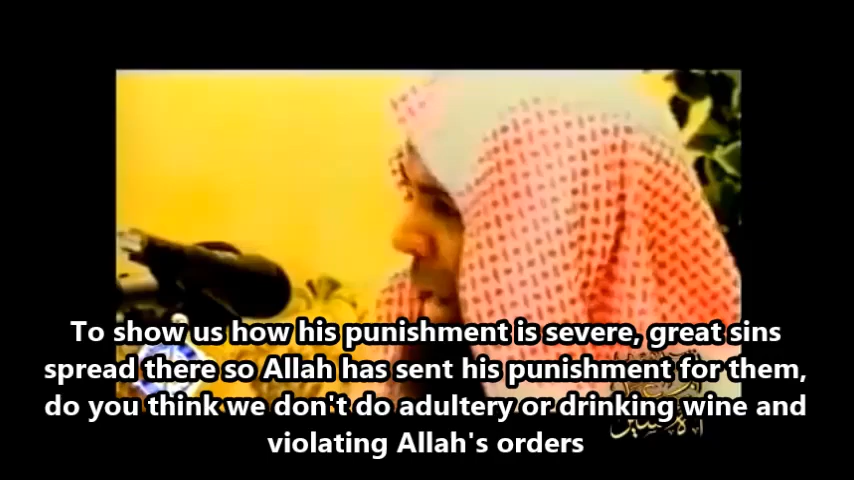 To show us how his punishment is severe, great sins
spread there so Allah has sent his punishment for them,
do you think we don't do adultery or drinking wine and
violating Allah's orders